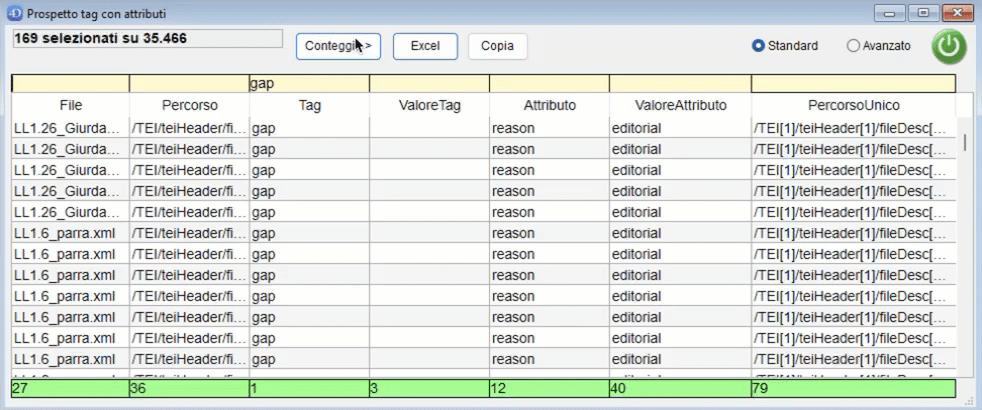 Prospetto tag con attributi
169 selezionati su 35.466
Conteggi > Excel Copia Standard Avanzato
gap
File Percorso Tag ValoreTag Attributo ValoreAttributo PercorsoUnico
LL1.26_Giurda... /TEI/teiHeader/fi... gap reason editorial /TEI[1]/teiHeader[1]/fileDesc[...
LL1.26_Giurda... /TEI/teiHeader/fi... gap reason editorial /TEI[1]/teiHeader[1]/fileDesc[...
LL1.26_Giurda... /TEI/teiHeader/fi... gap reason editorial /TEI[1]/teiHeader[1]/fileDesc[...
LL1.26_Giurda... /TEI/teiHeader/fi... gap reason editorial /TEI[1]/teiHeader[1]/fileDesc[...
LL1.26_Giurda... /TEI/teiHeader/fi... gap reason editorial /TEI[1]/teiHeader[1]/fileDesc[...
LL1.6_parra.xml /TEI/teiHeader/fi... gap reason editorial /TEI[1]/teiHeader[1]/fileDesc[...
LL1.6_parra.xml /TEI/teiHeader/fi... gap reason editorial /TEI[1]/teiHeader[1]/fileDesc[...
LL1.6_parra.xml /TEI/teiHeader/fi... gap reason editorial /TEI[1]/teiHeader[1]/fileDesc[...
LL1.6_parra.xml /TEI/teiHeader/fi... gap reason editorial /TEI[1]/teiHeader[1]/fileDesc[...
LL1.6_parra.xml /TEI/teiHeader/fi... gap reason editorial /TEI[1]/teiHeader[1]/fileDesc[...
LL1.6_parra.xml /TEI/teiHeader/fi... gap reason editorial /TEI[1]/teiHeader[1]/fileDesc[...
LL1.6_parra.xml /TEI/teiHeader/fi... gap reason editorial /TEI[1]/teiHeader[1]/fileDesc[...
27 36 1 3 12 40 79